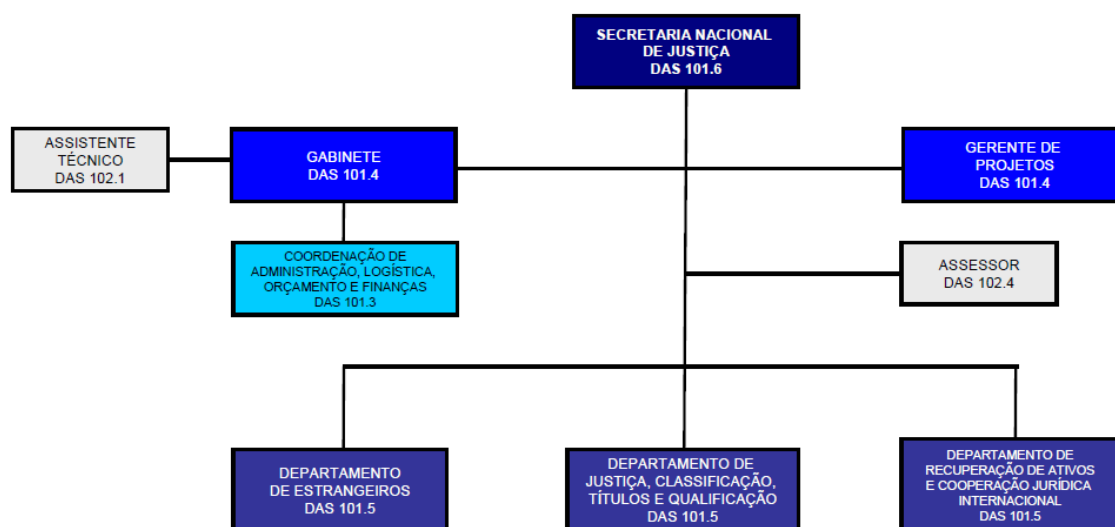 SECRETARIA NACIONAL
DE JUSTIÇA
DAS 101.6
ASSISTENTE
TÉCNICO
DAS 102.1
GABINETE
DAS 101.4
GERENTE DE
PROJETOS
DAS 101.4
COORDENAÇÃO DE
ADMINISTRAÇÃO, LOGÍSTICA,
ORÇAMENTO E FINANÇAS
DAS 101.3
ASSESSOR
DAS 102.4
DEPARTAMENTO
DE ESTRANGEIROS
DAS 101.5
DEPARTAMENTO DE
JUSTIÇA, CLASSIFICAÇÃO,
TÍTULOS E QUALIFICAÇÃO
DAS 101.5
DEPARTAMENTO DE
RECUPERAÇÃO DE ATIVOS
E COOPERAÇÃO JURÍDICA
INTERNACIONAL
DAS 101.5